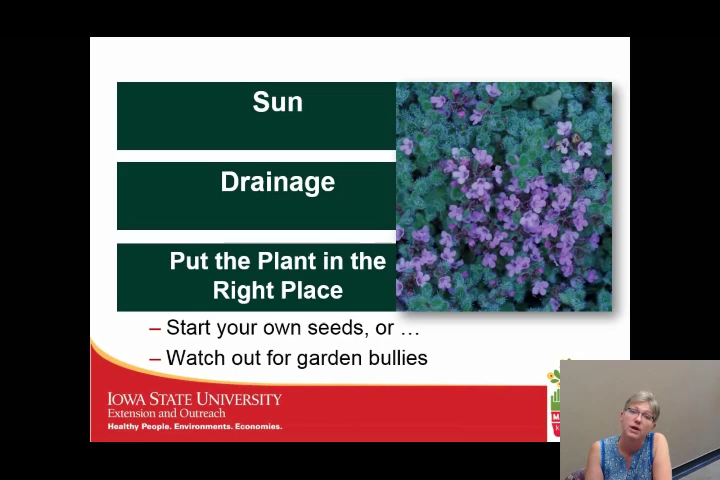 Sun
Drainage
Put the Plant in the
Right Place
– Start your own seeds, or …
– Watch out for garden bullies
IOWA STATE UNIVERSITY
Extension and Outreach
Healthy People. Environments. Economies.